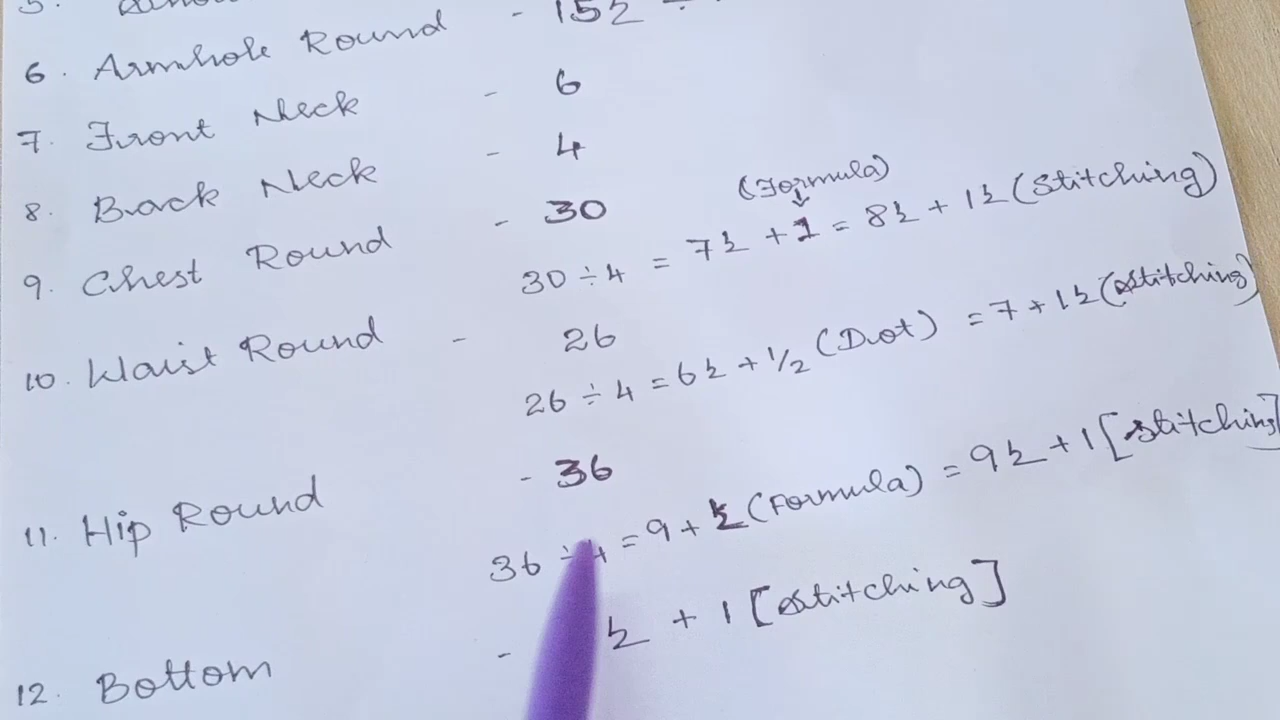 5.
6. Armhole Round - 15½ ÷
7. Front Neck - 6
8. Back Neck - 4
9. Chest Round - 30
(Formula)
30 ÷ 4 = 7½ + 1 = 8½ + 1½ (Stitching)
10. Waist Round - 26
26 ÷ 4 = 6½ + 1/2 (Dot) = 7 + 1½ (stitching)
11. Hip Round - 36
36 ÷ 4 = 9 + ½ (Formula) = 9½ + 1 [stitching]
12. Bottom - ½ + 1 [stitching]